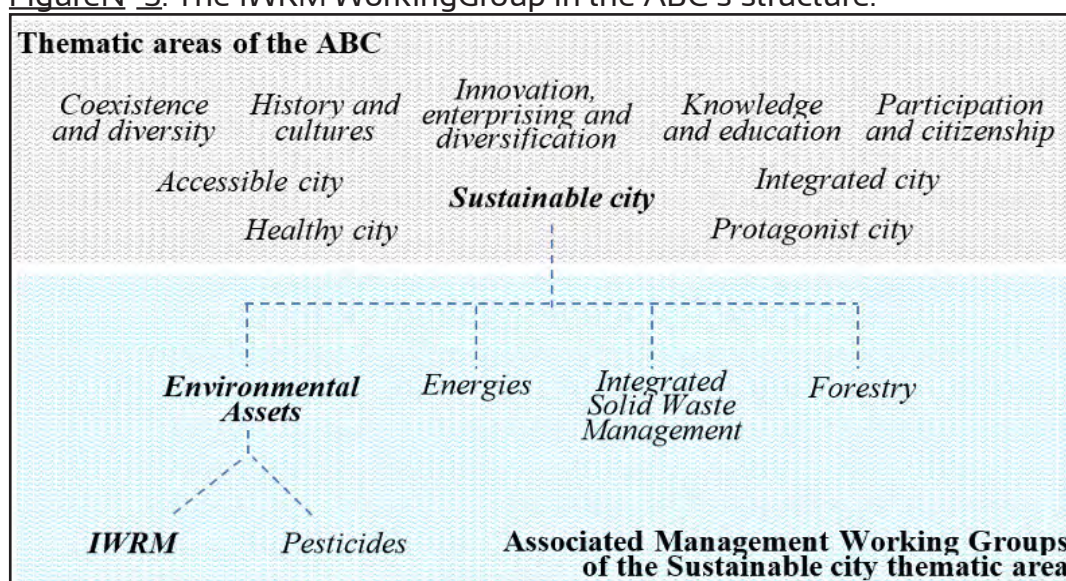 FigureN°3. The IWRM WorkingGroup in the ABC's structure.
Thematic areas of the ABC
Coexistence
and diversity
History and
cultures
Innovation,
enterprising and
diversification
Knowledge
and education
Participation
and citizenship
Accessible city
Sustainable city
Integrated city
Healthy city
Protagonist city
Environmental
Assets
Energies
Integrated
Solid Waste
Management
Forestry
IWRM
Pesticides
Associated Management Working Groups
of the Sustainable city thematic area